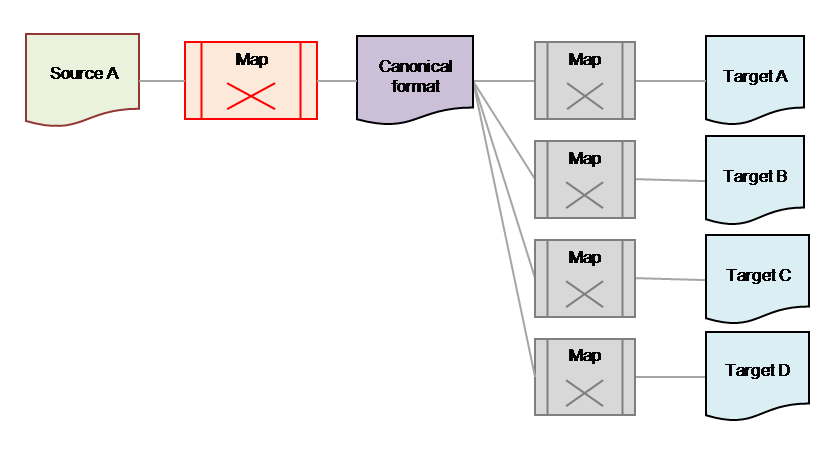 Source A
Map
Canonical
format
Map
Target A
Map
Target B
Map
Target C
Map
Target D